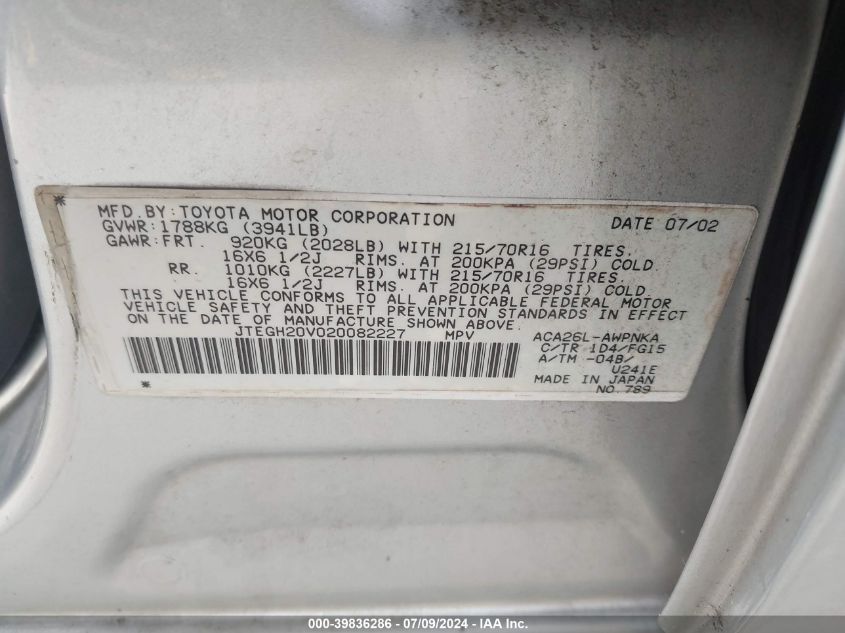 MFD.BY:TOYOTA MOTOR CORPORATION DATE 07/02
GVWR:1788KG (3941LB)
GAWR:FRT. 920KG (2028LB) WITH 215/70R16 TIRES.
16X6 1/2J RIMS. AT 200KPA (29PSI) COLD
RR. 1010KG (2227LB) WITH 215/70R16 TIRES.
16X6 1/2J RIMS. AT 200KPA (29PSI) COLD
THIS VEHICLE CONFORMS TO ALL APPLICABLE FEDERAL MOTOR
VEHICLE SAFETY AND THEFT PREVENTION STANDARDS IN EFFECT
ON THE DATE OF MANUFACTURE SHOWN ABOVE.
JTEGH20V020082227 MPV ACA26L-AWPNKA
C/TR 1D4/FG15
A/TM -04B/
U241E
MADE IN JAPAN
NO.789
000-39836286 - 07/09/2024 - IAA Inc.